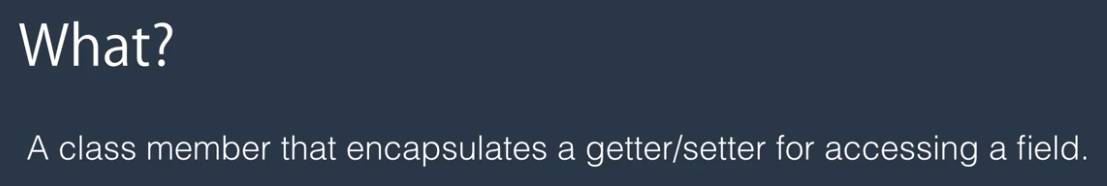 What?
A class member that encapsulates a getter/setter for accessing a field.